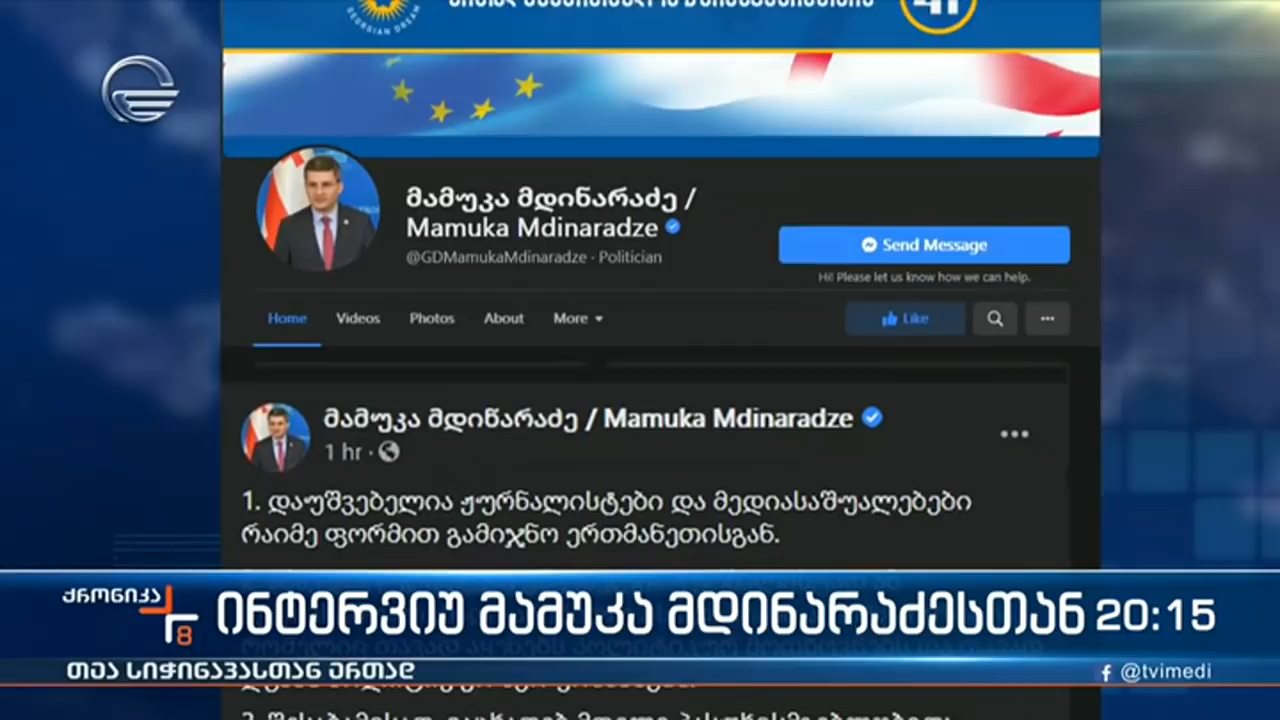 GEORGIAN DREAM
41
მამუკა მდინარაძე /
Mamuka Mdinaradze
@GDMamukaMdinaradze · Politician
Send Message
Hi! Please let us know how we can help.
Home Videos Photos About More
Like
მამუკა მდინარაძე / Mamuka Mdinaradze
1 hr ·
1. დაუშვებელია ჟურნალისტები და მედიასაშუალებები
რაიმე ფორმით გამიჯნო ერთმანეთისგან.
ქრონიკა
8
ინტერვიუ მამუკა მდინარაძესთან 20:15
თეა სიჭინავასთან ერთად
@tvimedi